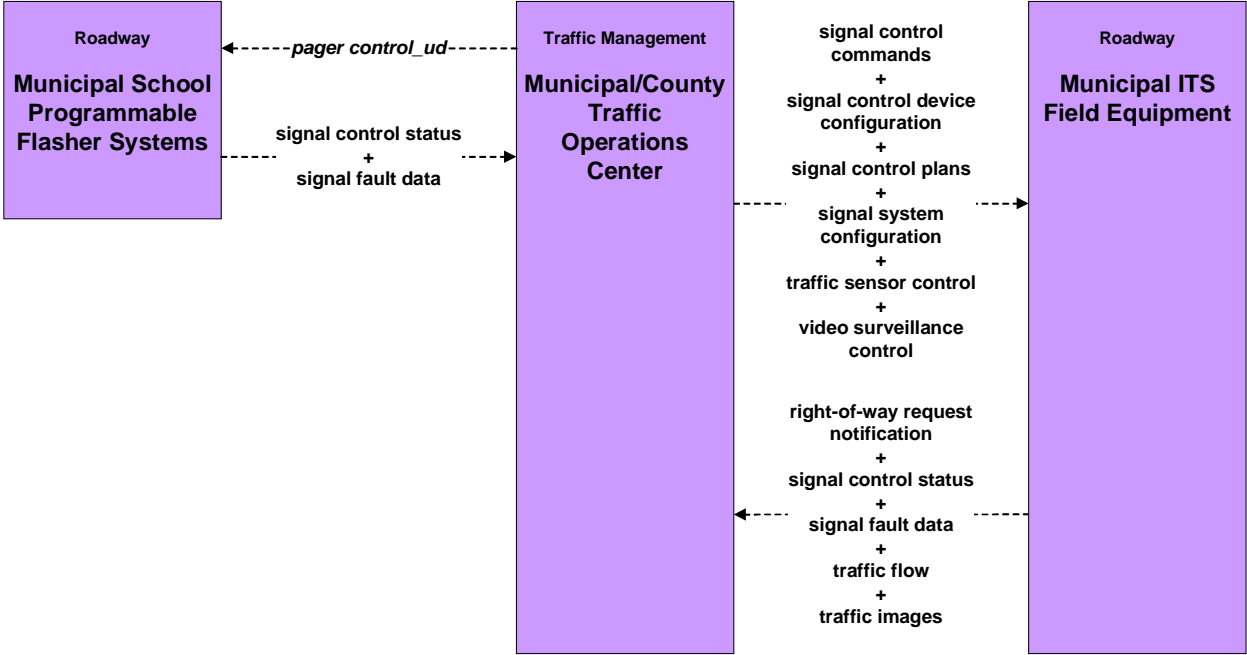 Roadway
Municipal School
Programmable
Flasher Systems
pager control_ud
signal control status
+
signal fault data
Traffic Management
Municipal/County
Traffic
Operations
Center
signal control
commands
+
signal control device
configuration
+
signal control plans
+
signal system
configuration
+
traffic sensor control
+
video surveillance
control
right-of-way request
notification
+
signal control status
+
signal fault data
+
traffic flow
+
traffic images
Roadway
Municipal ITS
Field Equipment